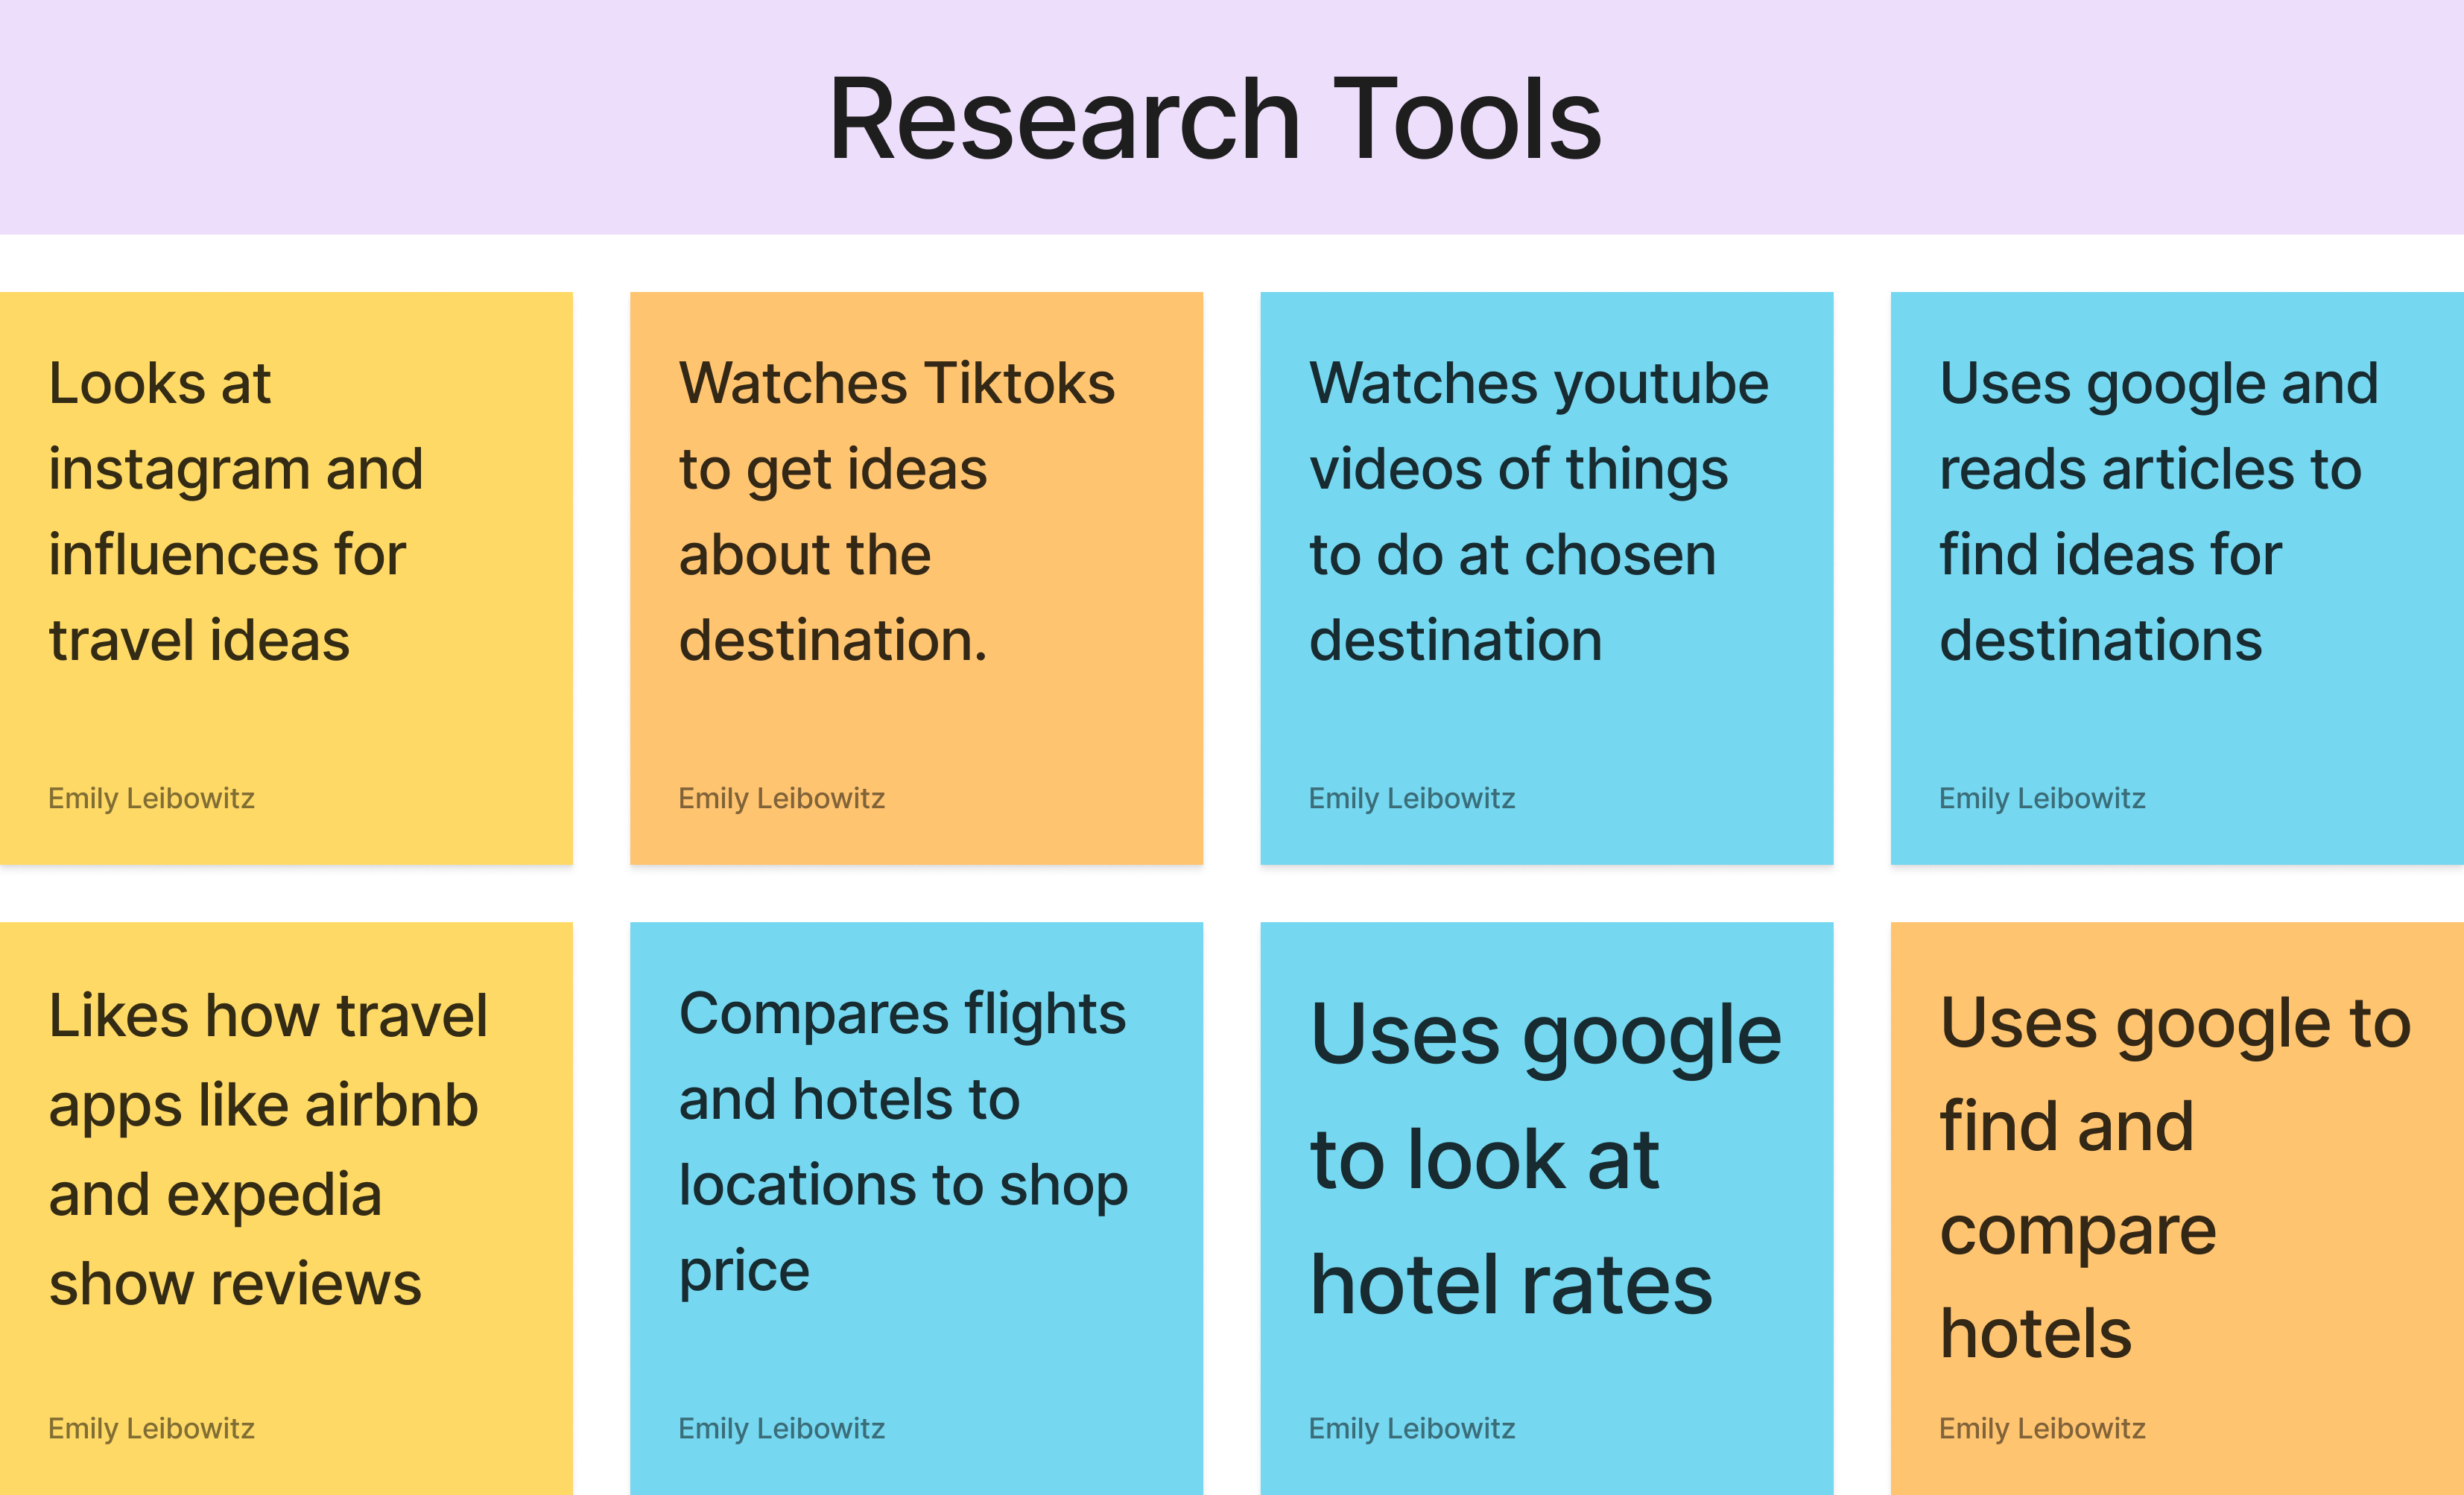 Research Tools
Looks at
instagram and
influences for
travel ideas
Emily Leibowitz
Watches Tiktoks
to get ideas
about the
destination.
Emily Leibowitz
Watches youtube
videos of things
to do at chosen
destination
Emily Leibowitz
Uses google and
reads articles to
find ideas for
destinations
Emily Leibowitz
Likes how travel
apps like airbnb
and expedia
show reviews
Emily Leibowitz
Compares flights
and hotels to
locations to shop
price
Emily Leibowitz
Uses google
to look at
hotel rates
Emily Leibowitz
Uses google to
find and
compare
hotels
Emily Leibowitz